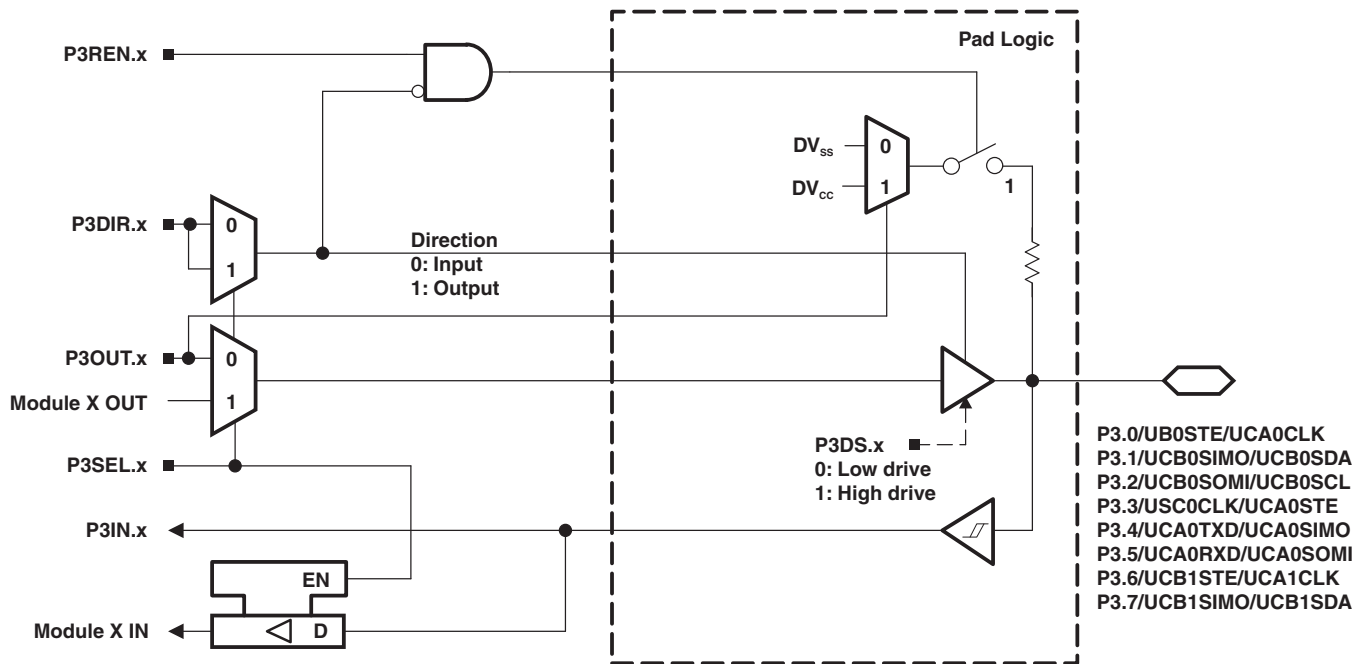 Pad Logic
P3REN.x
DVss
0
DVcc
1
1
P3DIR.x
0
1
Direction
0: Input
1: Output
P3OUT.x
0
Module X OUT
1
P3SEL.x
P3DS.x
0: Low drive
1: High drive
P3IN.x
EN
D
Module X IN
P3.0/UB0STE/UCA0CLK
P3.1/UCB0SIMO/UCB0SDA
P3.2/UCB0SOMI/UCB0SCL
P3.3/USC0CLK/UCA0STE
P3.4/UCA0TXD/UCA0SIMO
P3.5/UCA0RXD/UCA0SOMI
P3.6/UCB1STE/UCA1CLK
P3.7/UCB1SIMO/UCB1SDA